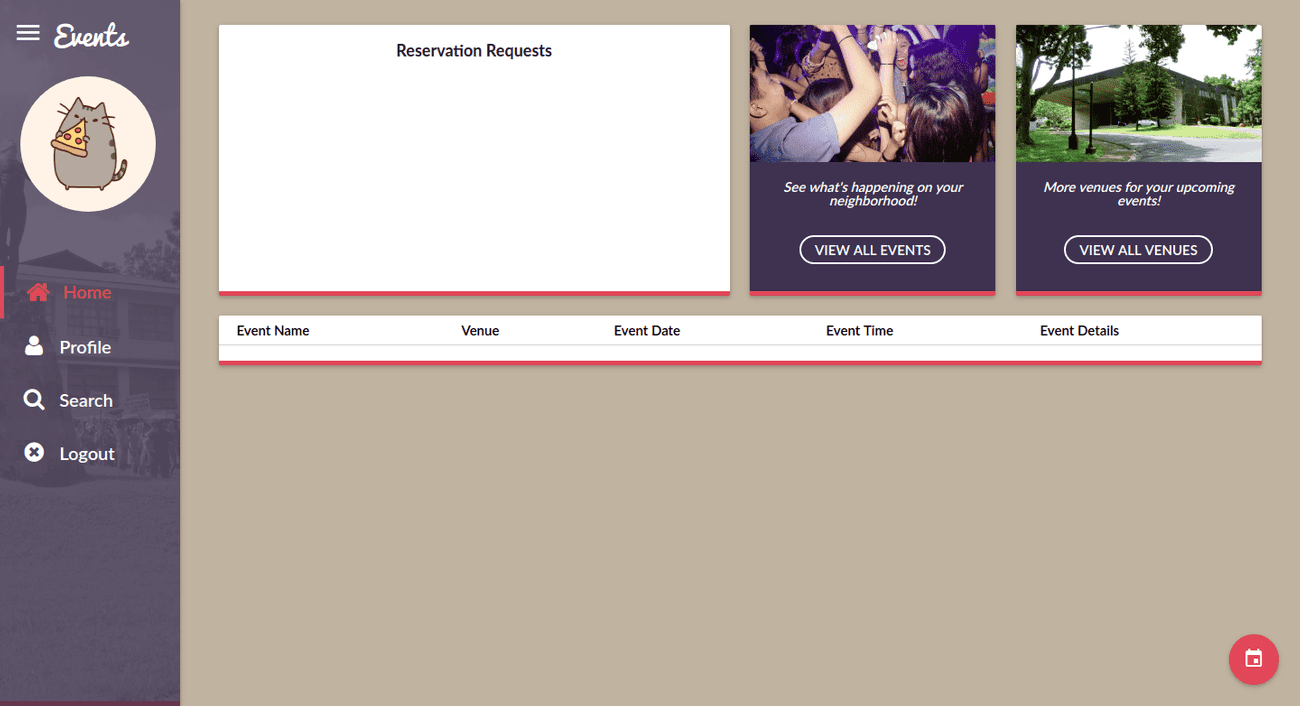 Events
Home
Profile
Search
Logout
Reservation Requests
See what's happening on your
neighborhood!
VIEW ALL EVENTS
More venues for your upcoming
events!
VIEW ALL VENUES
Event Name Venue Event Date Event Time Event Details